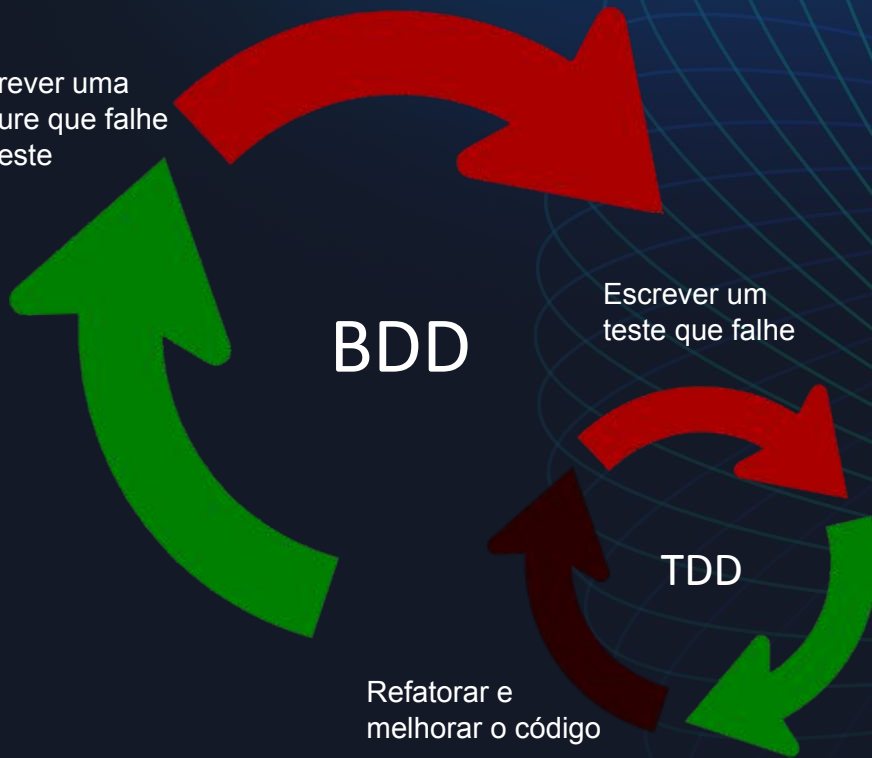 rever uma
ure que falhe
este
BDD
Escrever um
teste que falhe
TDD
Refatorar e
melhorar o código